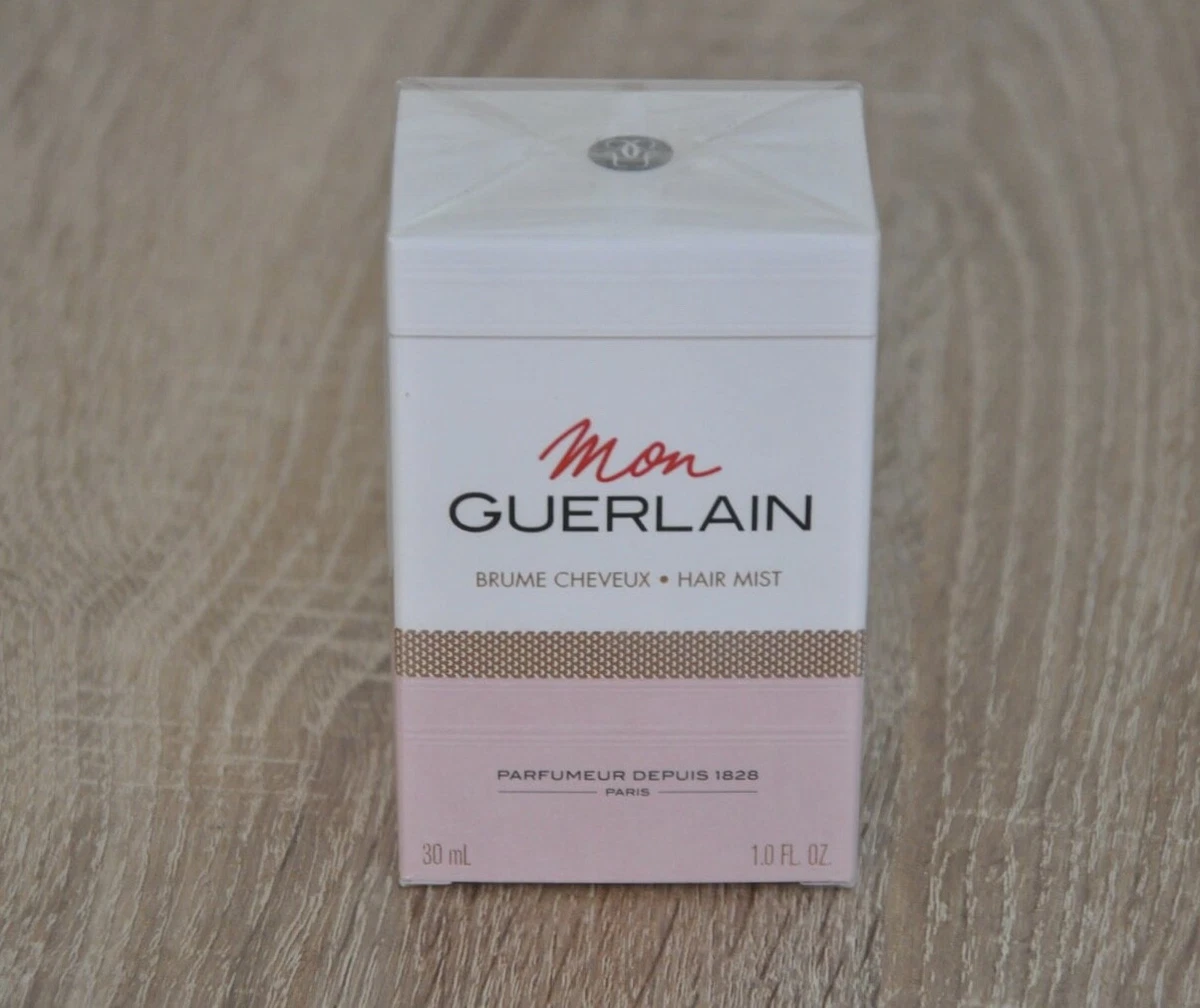 Mon
GUERLAIN
BRUME CHEVEUX • HAIR MIST
PARFUMEUR DEPUIS 1828
PARIS
30 mL 1.0 FL. OZ.